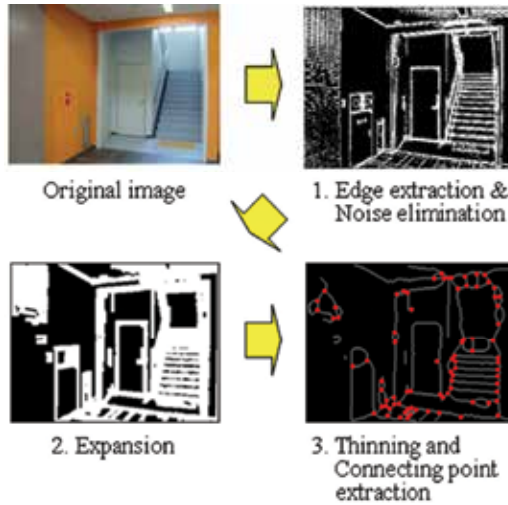 Original image
1. Edge extraction &
Noise elimination
2. Expansion
3. Thinning and
Connecting point
extraction